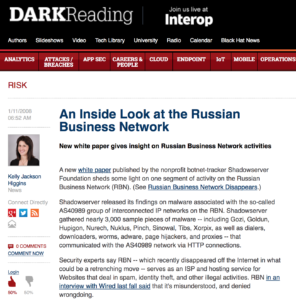 DARKReading
Join us live at
Interop
Authors Slideshows Video Tech Library University Radio Calendar Black Hat News
ANALYTICS ATTACKS / BREACHES APP SEC CAREERS & PEOPLE CLOUD ENDPOINT IoT MOBILE OPERATIONS
RISK
1/11/2008
05:52 AM
Kelly Jackson
Higgins
News
Connect Directly
0 COMMENTS
COMMENT NOW
Login
50%
50%
An Inside Look at the Russian
Business Network
New white paper gives insight on Russian Business Network activities
A new white paper published by the nonprofit botnet-tracker Shadowserver
Foundation sheds some light on one segment of activity on the Russian
Business Network (RBN). (See Russian Business Network Disappears.)
Shadowserver released its findings on malware associated with the so-called
AS40989 group of interconnected IP networks on the RBN. Shadowserver
gathered nearly 3,000 sample pieces of malware -- including Gozi, Goldun,
Hupigon, Nurech, Nuklus, Pinch, Sinowal, Tibs, Xorpix, as well as dialers,
downloaders, worms, adware, page hijackers, and proxies -- that
communicated with the AS40989 network via HTTP connections.
Security experts say RBN -- which recently disappeared off the Internet in what
could be a retrenching move -- serves as an ISP and hosting service for
Websites that deal in spam, identity theft, and other illegal activities. RBN in
an interview with Wired last fall said that it's misunderstood, and denied
wrongdoing.